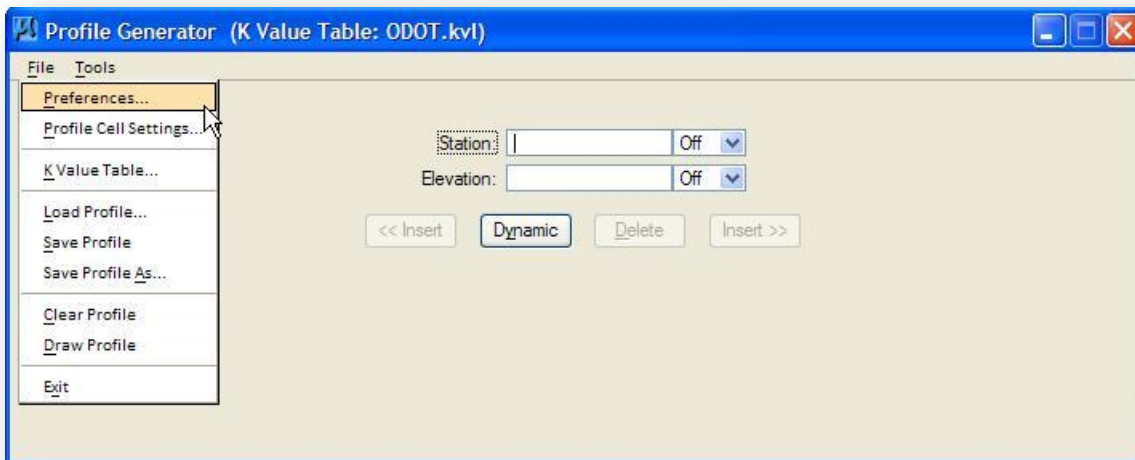 Profile Generator (K Value Table: ODOT.kvl)
File Tools
Preferences...
Profile Cell Settings...
K Value Table...
Load Profile...
Save Profile
Save Profile As...
Clear Profile
Draw Profile
Exit
Station: Off
Elevation: Off
<< Insert Dynamic Delete Insert >>